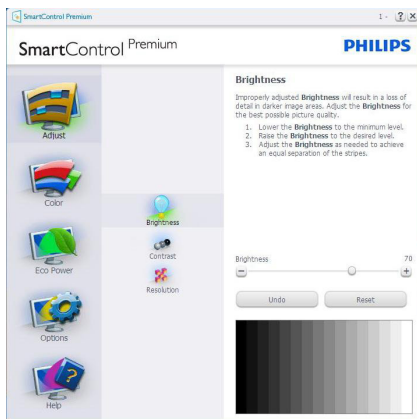 SmartControl Premium
1 - ? X
SmartControl Premium
PHILIPS
Adjust
Color
Eco Power
Options
Help
Brightness
Contrast
Resolution
Brightness
Improperly adjusted Brightness will result in a loss of
detail in darker image areas. Adjust the Brightness for
the best possible picture quality.
1. Lower the Brightness to the minimum level.
2. Raise the Brightness to the desired level.
3. Adjust the Brightness as needed to achieve
an equal separation of the stripes.
Brightness 70
Undo Reset